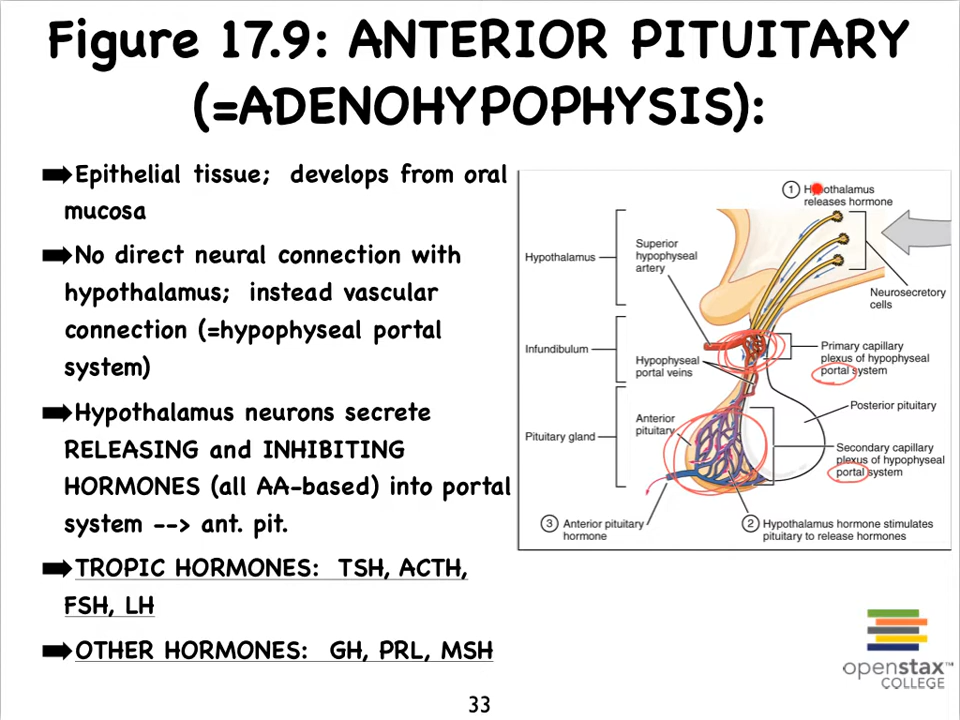 Figure 17.9: ANTERIOR PITUITARY
(=ADENOHYPOPHYSIS):
➡Epithelial tissue; develops from oral
mucosa
➡No direct neural connection with
hypothalamus; instead vascular
connection (=hypophyseal portal
system)
➡Hypothalamus neurons secrete
RELEASING and INHIBITING
HORMONES (all AA-based) into portal
system --> ant. pit.
➡TROPIC HORMONES: TSH, ACTH,
FSH, LH
➡OTHER HORMONES: GH, PRL, MSH
1 Hypothalamus
releases hormone
Superior
hypophyseal
artery
Hypothalamus
Neurosecretory
cells
Infundibulum
Hypophyseal
portal veins
Primary capillary
plexus of hypophyseal
portal system
Posterior pituitary
Anterior
pituitary
Pituitary gland
Secondary capillary
plexus of hypophyseal
portal system
3 Anterior pituitary
hormone
2 Hypothalamus hormone stimulates
pituitary to release hormones
openstax™
COLLEGE
33